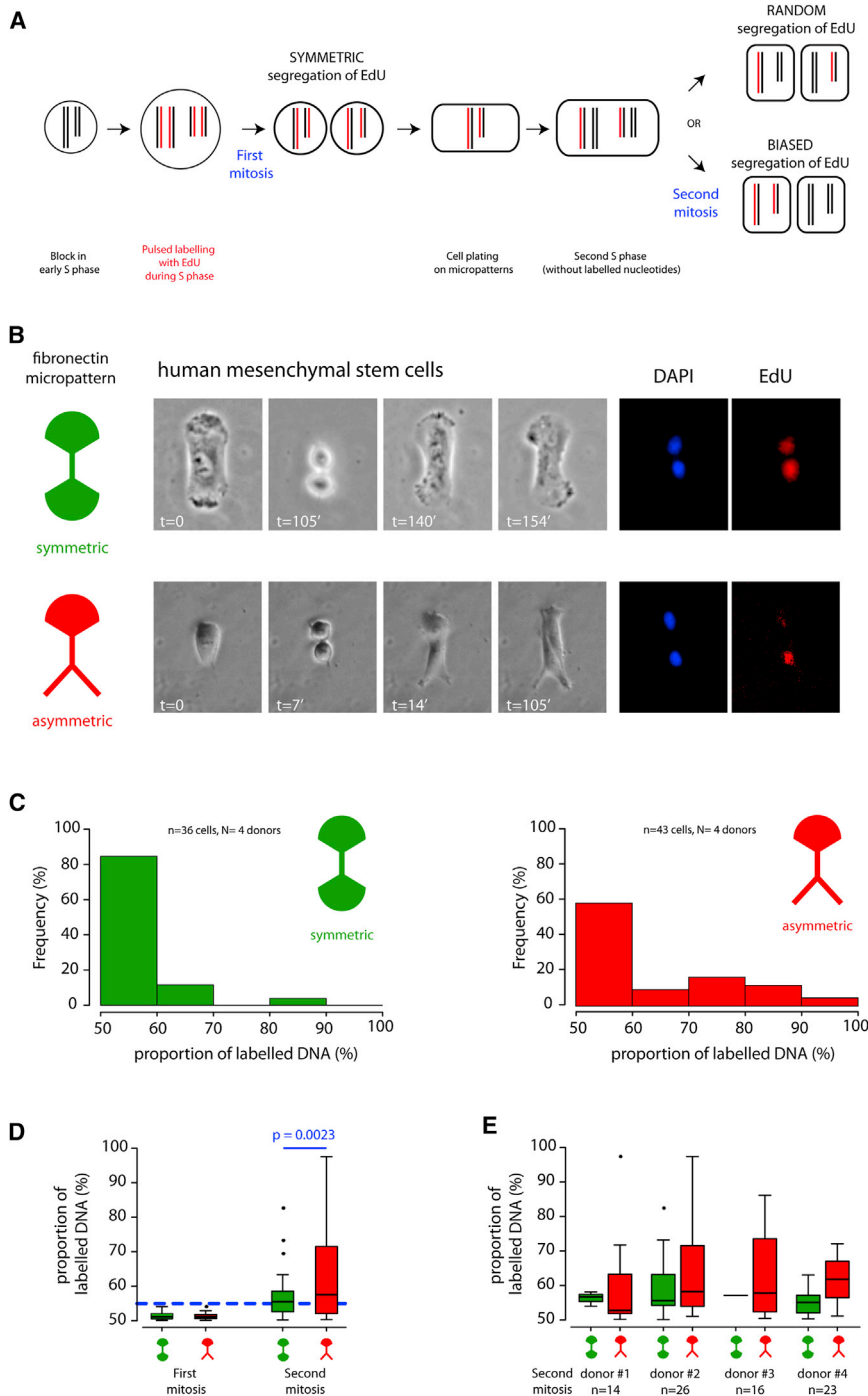 A
SYMMETRIC
segregation of EdU
RANDOM
segregation of EdU
First
mitosis
OR
BIASED
segregation of EdU
Second
mitosis
Block in
early S phase
Pulsed labelling
with EdU
during S phase
Cell plating
on micropatterns
Second S phase
(without labelled nucleotides)
B
fibronectin
micropattern
human mesenchymal stem cells
DAPI
EdU
t=0
t=105'
t=140'
t=154'
symmetric
t=0
t=7'
t=14'
t=105'
asymmetric
C
100
80
60
40
20
0
Frequency (%)
n=36 cells, N= 4 donors
symmetric
50
60
70
80
90
100
proportion of labelled DNA (%)
100
80
60
40
20
0
Frequency (%)
n=43 cells, N= 4 donors
asymmetric
50
60
70
80
90
100
proportion of labelled DNA (%)
D
p = 0.0023
100
90
80
70
60
50
proportion of
labelled DNA (%)
First
mitosis
Second
mitosis
E
100
90
80
70
60
50
proportion of
labelled DNA (%)
Second
mitosis
donor #1
n=14
donor #2
n=26
donor #3
n=16
donor #4
n=23